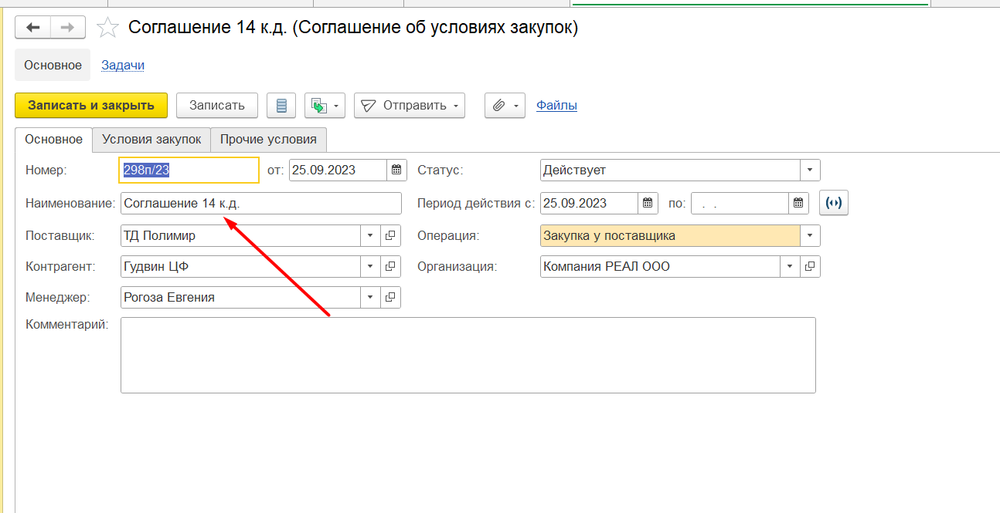 Соглашение 14 к.д. (Соглашение об условиях закупок)
Основное Задачи
Записать и закрыть Записать Отправить Файлы
Основное Условия закупок Прочие условия
Номер: 298п/23 от: 25.09.2023 Статус: Действует
Наименование: Соглашение 14 к.д. Период действия с: 25.09.2023 по: . .
Поставщик: ТД Полимир Операция: Закупка у поставщика
Контрагент: Гудвин ЦФ Организация: Компания РЕАЛ ООО
Менеджер: Рогоза Евгения
Комментарий: